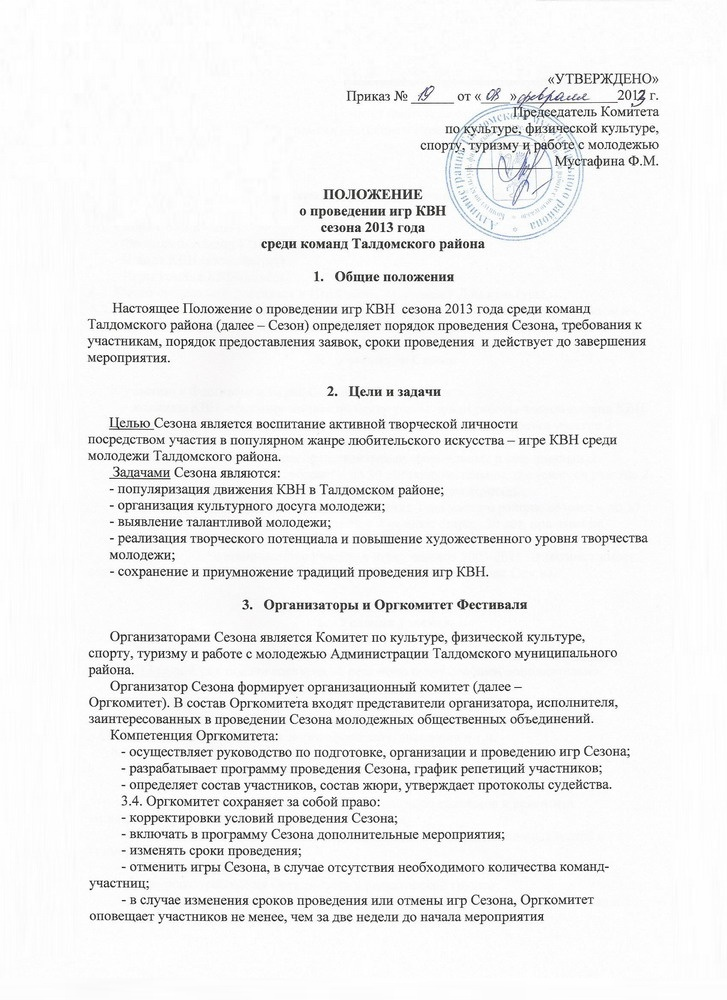 «УТВЕРЖДЕНО»
Приказ № 19 от «08» февраля 2013 г.
Председатель Комитета
по культуре, физической культуре,
спорту, туризму и работе с молодежью
Мустафина Ф.М.
ПОЛОЖЕНИЕ
о проведении игр КВН
сезона 2013 года
среди команд Талдомского района
1. Общие положения
Настоящее Положение о проведении игр КВН сезона 2013 года среди команд
Талдомского района (далее – Сезон) определяет порядок проведения Сезона, требования к
участникам, порядок предоставления заявок, сроки проведения и действует до завершения
мероприятия.
2. Цели и задачи
Целью Сезона является воспитание активной творческой личности
посредством участия в популярном жанре любительского искусства – игре КВН среди
молодежи Талдомского района.
Задачами Сезона являются:
- популяризация движения КВН в Талдомском районе;
- организация культурного досуга молодежи;
- выявление талантливой молодежи;
- реализация творческого потенциала и повышение художественного уровня творчества
молодежи;
- сохранение и приумножение традиций проведения игр КВН.
3. Организаторы и Оргкомитет Фестиваля
Организаторами Сезона является Комитет по культуре, физической культуре,
спорту, туризму и работе с молодежью Администрации Талдомского муниципального
района.
Организатор Сезона формирует организационный комитет (далее –
Оргкомитет). В состав Оргкомитета входят представители организатора, исполнителя,
заинтересованных в проведении Сезона молодежных общественных объединений.
Компетенция Оргкомитета:
- осуществляет руководство по подготовке, организации и проведению игр Сезона;
- разрабатывает программу проведения Сезона, график репетиций участников;
- определяет состав участников, состав жюри, утверждает протоколы судейства.
3.4. Оргкомитет сохраняет за собой право:
- корректировки условий проведения Сезона;
- включать в программу Сезона дополнительные мероприятия;
- изменять сроки проведения;
- отменить игры Сезона, в случае отсутствия необходимого количества команд-
участниц;
- в случае изменения сроков проведения или отмены игр Сезона, Оргкомитет
оповещает участников не менее, чем за две недели до начала мероприятия